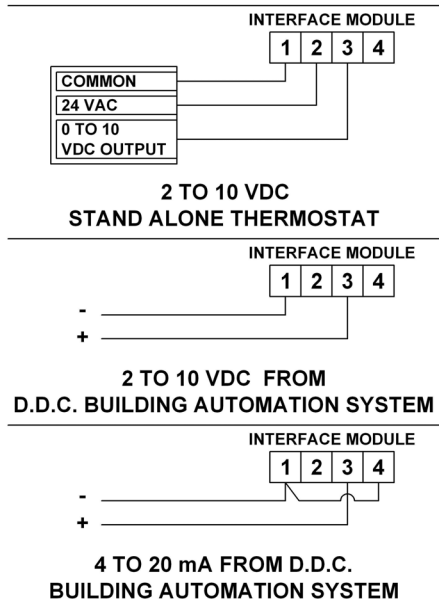 INTERFACE MODULE
1 2 3 4
COMMON
24 VAC
0 TO 10
VDC OUTPUT
2 TO 10 VDC
STAND ALONE THERMOSTAT
INTERFACE MODULE
1 2 3 4
-
+
2 TO 10 VDC FROM
D.D.C. BUILDING AUTOMATION SYSTEM
INTERFACE MODULE
1 2 3 4
-
+
4 TO 20 mA FROM D.D.C.
BUILDING AUTOMATION SYSTEM